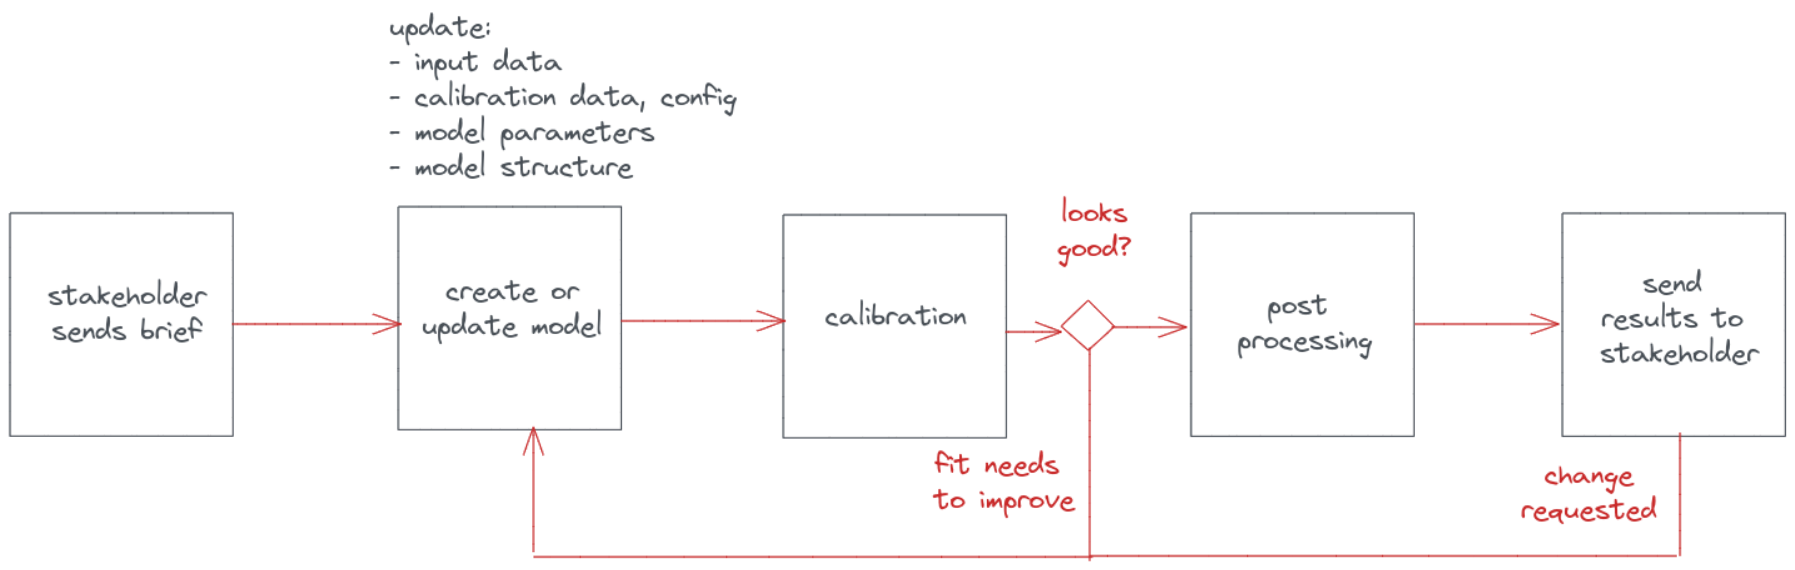 update:
- input data
- calibration data, config
- model parameters
- model structure
stakeholder
sends brief
create or
update model
calibration
looks
good?
fit needs
to improve
post
processing
send
results to
stakeholder
change
requested